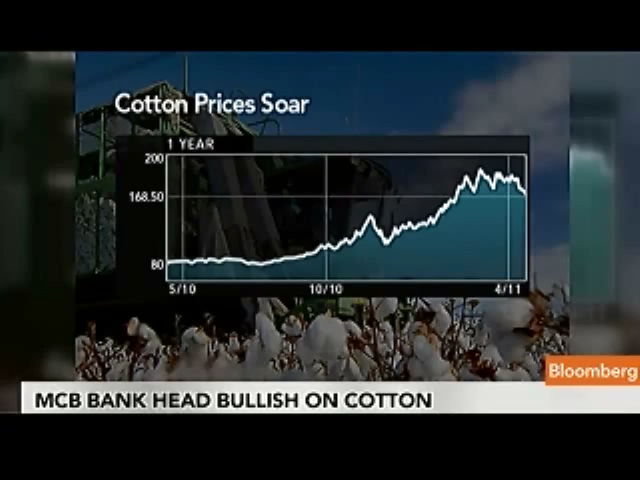 Cotton Prices Soar
1 YEAR
200
168.50
80
5/10
10/10
4/11
Bloomberg
MCB BANK HEAD BULLISH ON COTTON